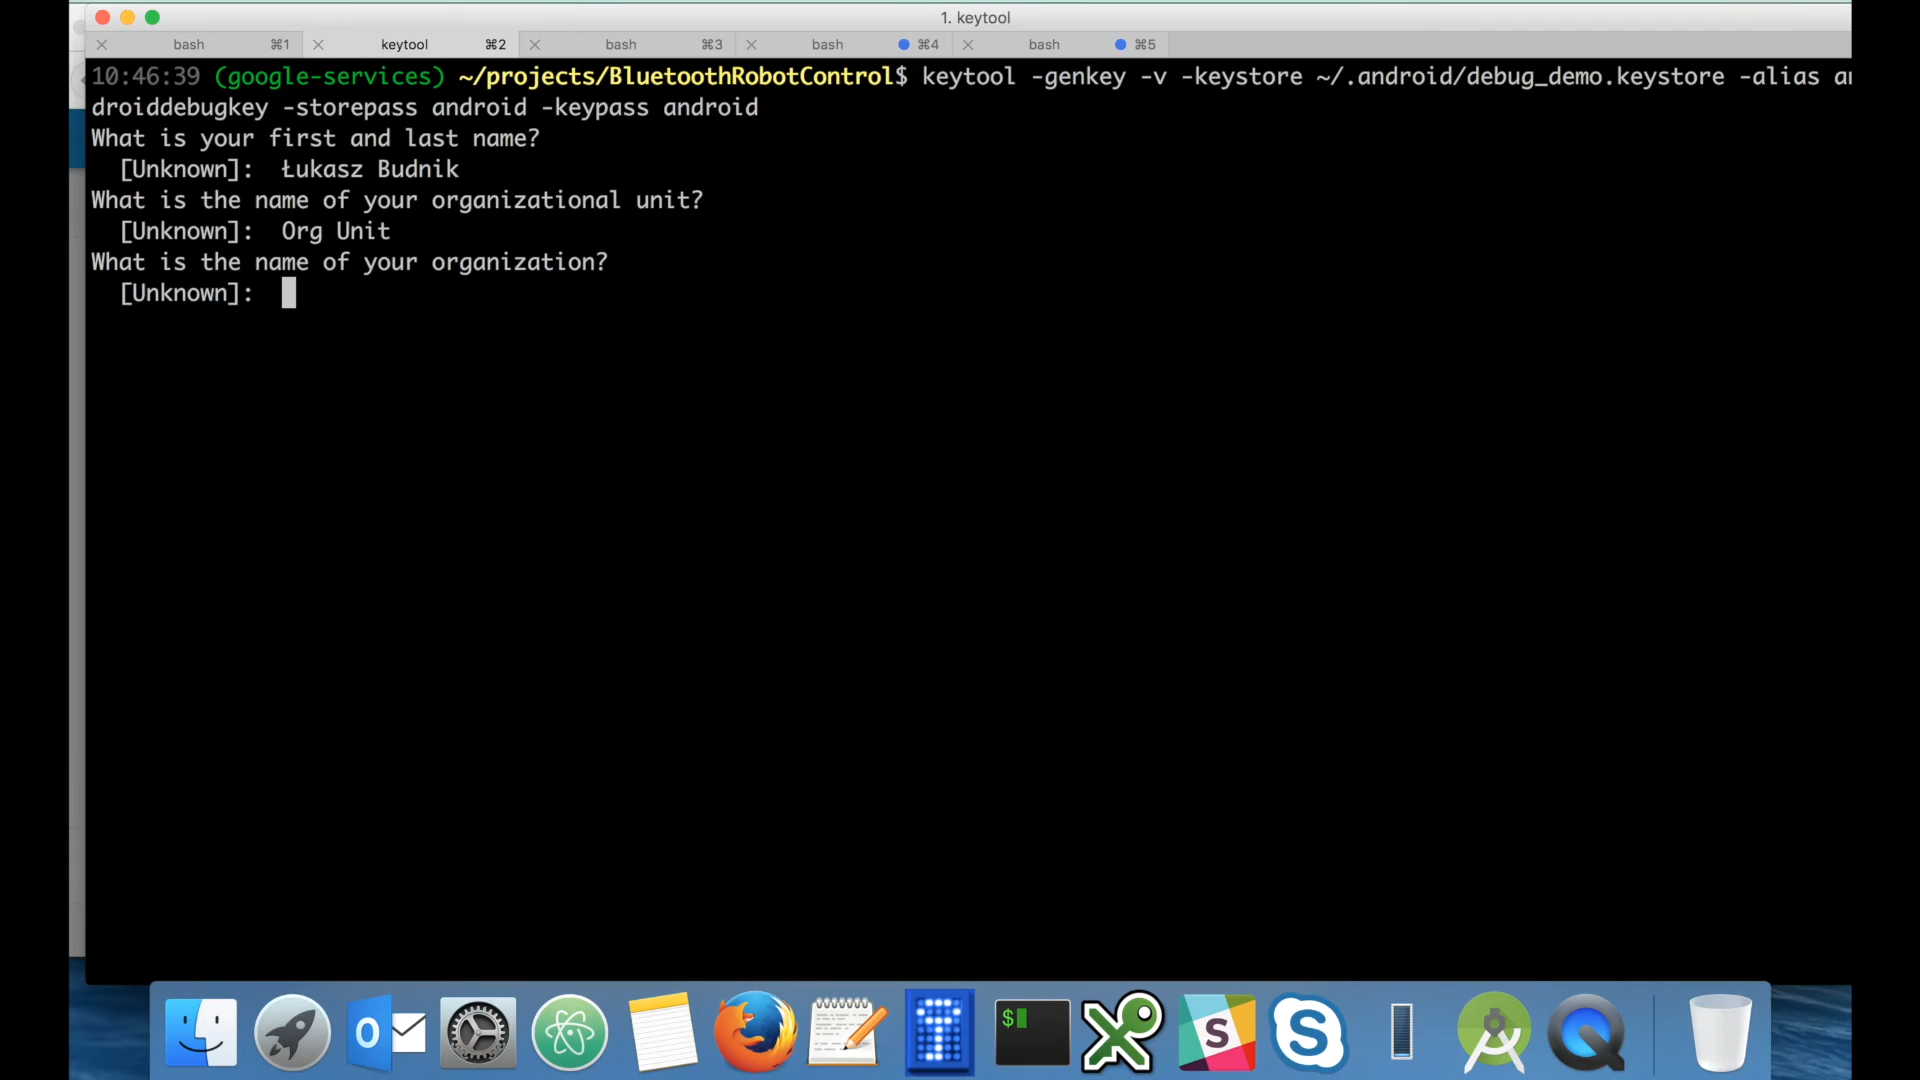 1. keytool
bash ⌘1 keytool ⌘2 bash ⌘3 bash ⌘4 bash ⌘5
10:46:39 (google-services) ~/projects/BluetoothRobotControl$ keytool -genkey -v -keystore ~/.android/debug_demo.keystore -alias an
droiddebugkey -storepass android -keypass android
What is your first and last name?
[Unknown]: Łukasz Budnik
What is the name of your organizational unit?
[Unknown]: Org Unit
What is the name of your organization?
[Unknown]: